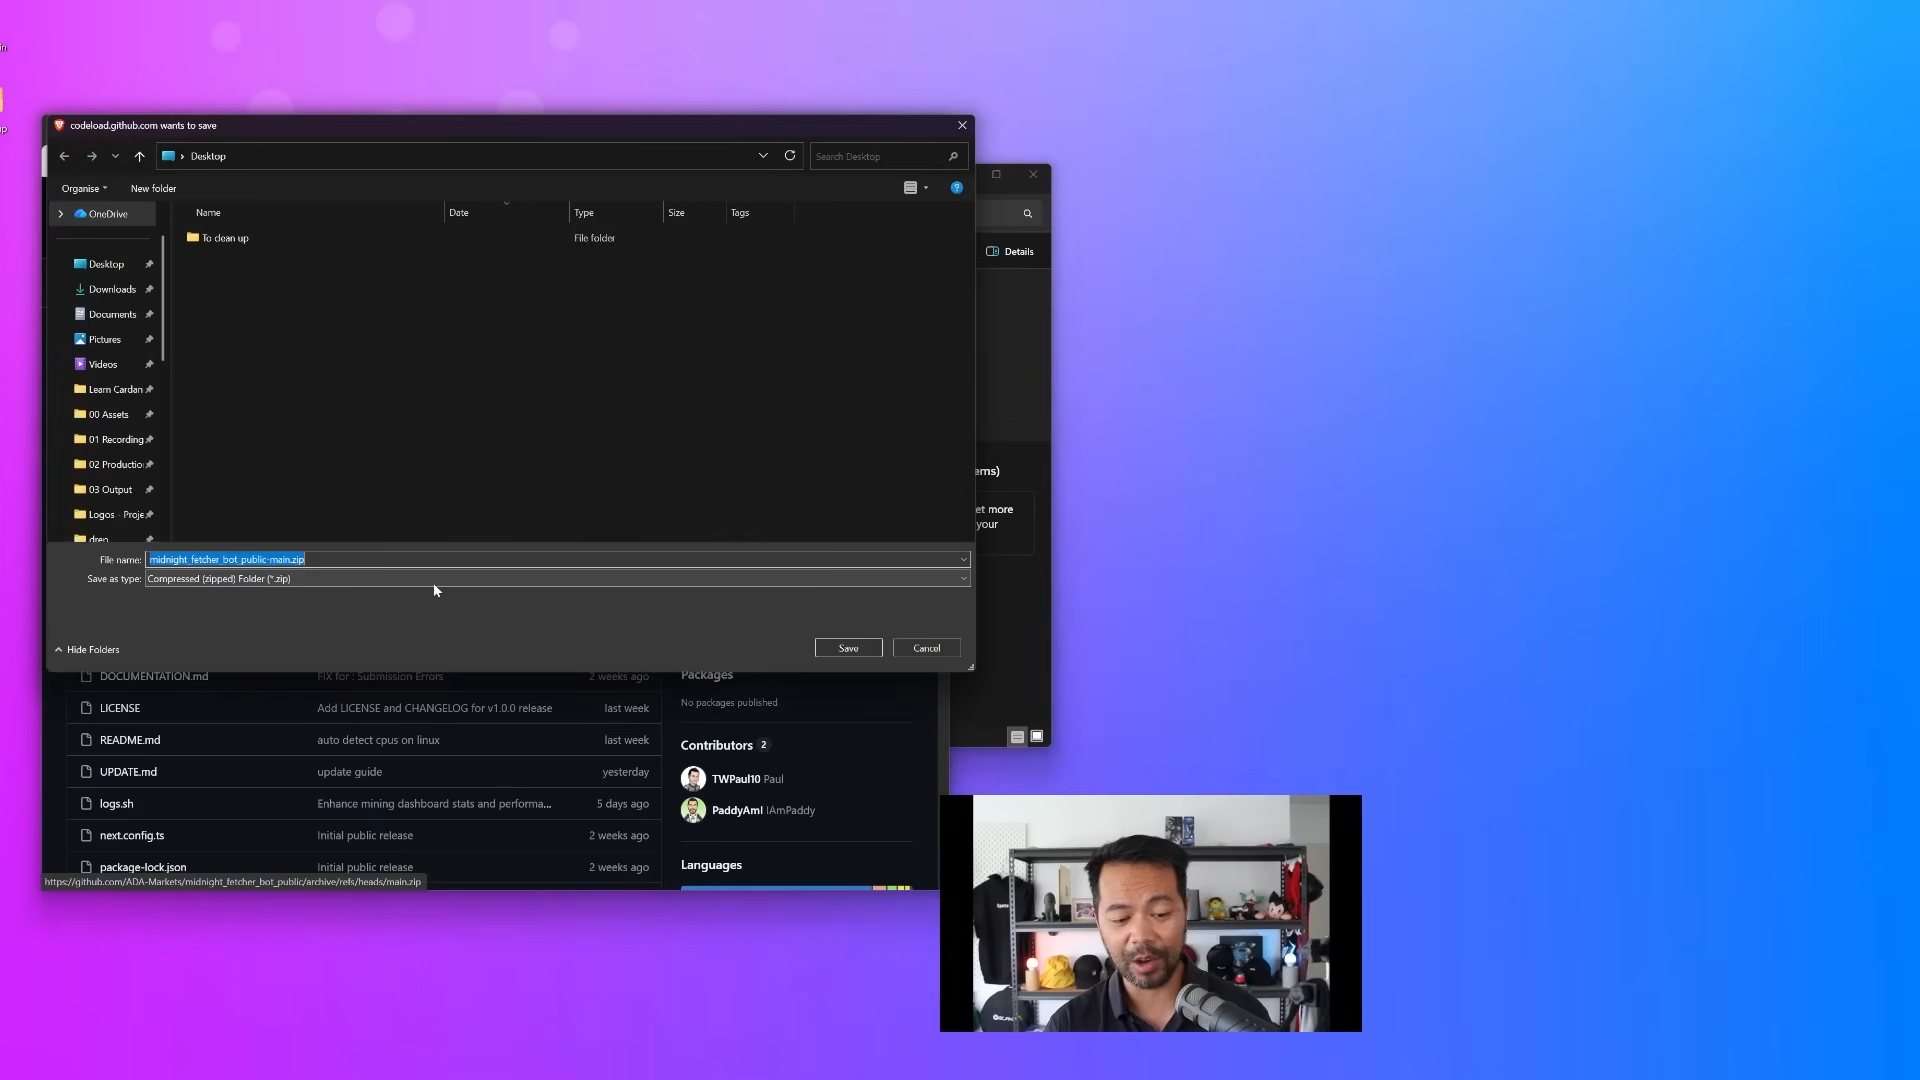 in
up
codeload.github.com wants to save
Desktop
Search Desktop
Organise
New folder
OneDrive
Name
Date
Type
Size
Tags
To clean up
File folder
Desktop
Downloads
Documents
Pictures
Videos
Learn Cardan
00 Assets
01 Recording
02 Productio
03 Output
Logos - Proje
drep
Details
ems)
et more
your
File name:
midnight_fetcher_bot_public-main.zip
Save as type:
Compressed (zipped) Folder (*.zip)
Hide Folders
Save
Cancel
DOCUMENTATION.md
FIX for : Submission Errors
2 weeks ago
LICENSE
Add LICENSE and CHANGELOG for v1.0.0 release
last week
README.md
auto detect cpus on linux
last week
UPDATE.md
update guide
yesterday
logs.sh
Enhance mining dashboard stats and performa...
5 days ago
next.config.ts
Initial public release
2 weeks ago
package-lock.json
Initial public release
2 weeks ago
https://github.com/ADA-Markets/midnight_fetcher_bot_public/archive/refs/heads/main.zip
Packages
No packages published
Contributors 2
TWPaul10 Paul
PaddyAmI IAmPaddy
Languages